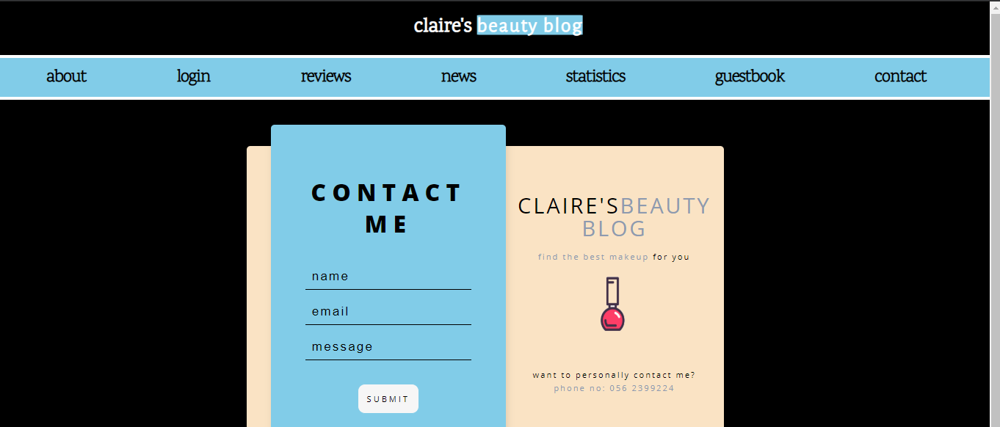 claire's beauty blog
about login reviews news statistics guestbook contact
CONTACT
ME
name
email
message
SUBMIT
CLAIRE'SBEAUTY
BLOG
find the best makeup for you
want to personally contact me?
phone no: 056 2399224